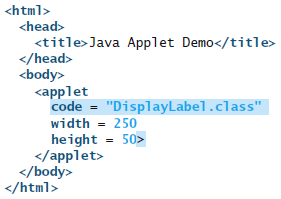 <html>
<head>
<title>Java Applet Demo</title>
</head>
<body>
<applet
code = "DisplayLabel.class"
width = 250
height = 50>
</applet>
</body>
</html>